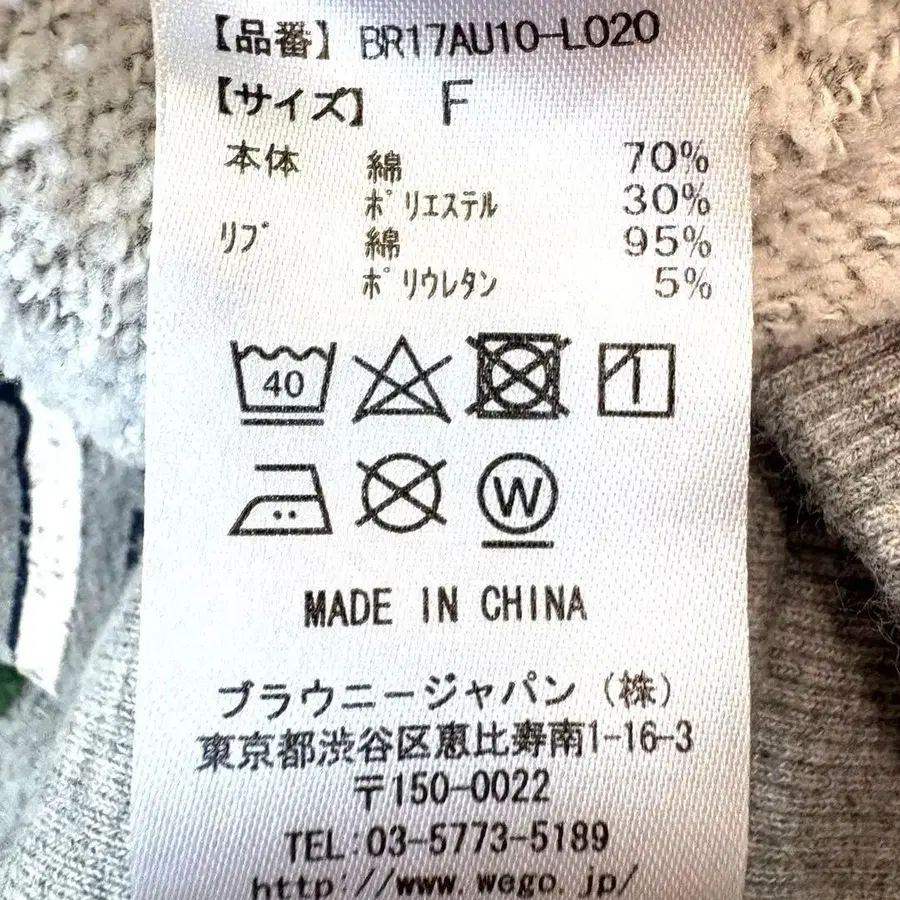 【品番】 BR17AU10-L020
【サイズ】 F
本体 綿 70%
ポリエステル 30%
リブ 綿 95%
ポリウレタン 5%
40
W
MADE IN CHINA
ブラウニージャパン(株)
東京都渋谷区恵比寿南1-16-3
〒150-0022
TEL:03-5773-5189
http://www.wego.jp/